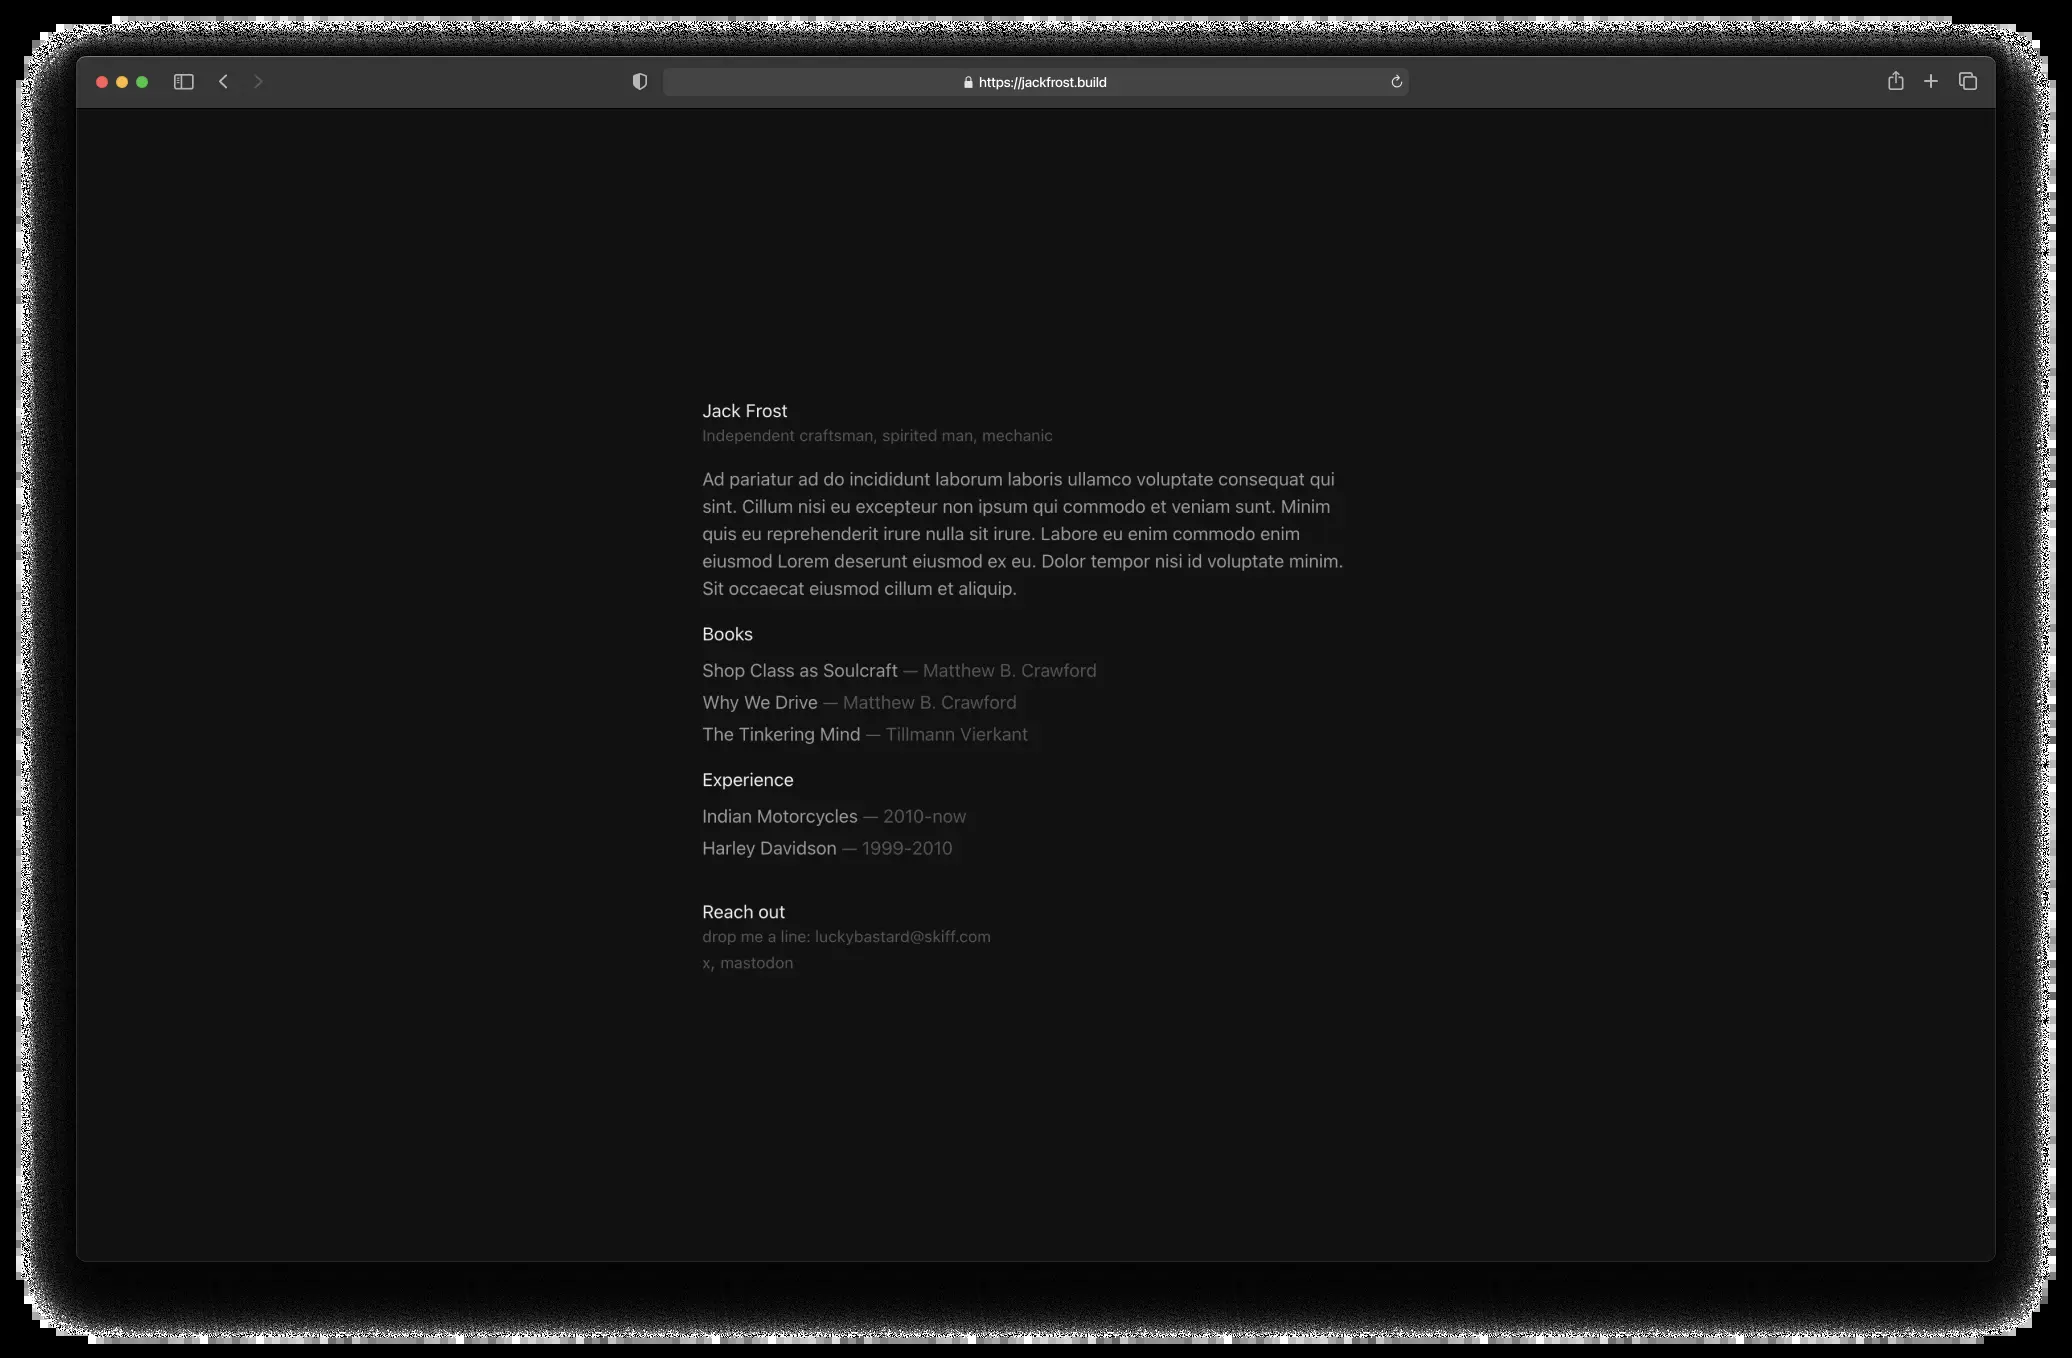 https://jackfrost.build
Jack Frost
Independent craftsman, spirited man, mechanic
Ad pariatur ad do incididunt laborum laboris ullamco voluptate consequat qui
sint. Cillum nisi eu excepteur non ipsum qui commodo et veniam sunt. Minim
quis eu reprehenderit irure nulla sit irure. Labore eu enim commodo enim
eiusmod Lorem deserunt eiusmod ex eu. Dolor tempor nisi id voluptate minim.
Sit occaecat eiusmod cillum et aliquip.
Books
Shop Class as Soulcraft — Matthew B. Crawford
Why We Drive — Matthew B. Crawford
The Tinkering Mind — Tillmann Vierkant
Experience
Indian Motorcycles — 2010-now
Harley Davidson — 1999-2010
Reach out
drop me a line: luckybastard@skiff.com
x, mastodon